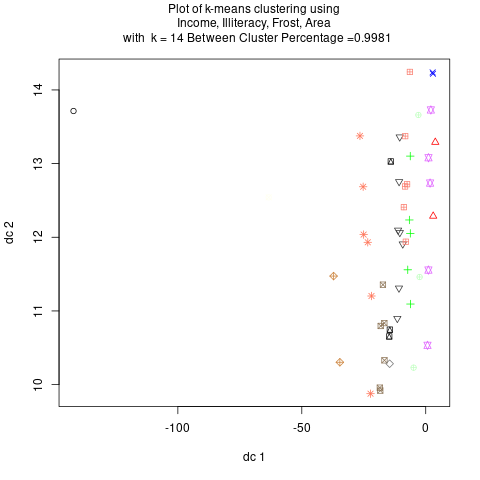 Plot of k-means clustering using
Income, Illiteracy, Frost, Area
with k = 14 Between Cluster Percentage =0.9981
dc 2
14
13
12
11
10
-100
-50
0
dc 1